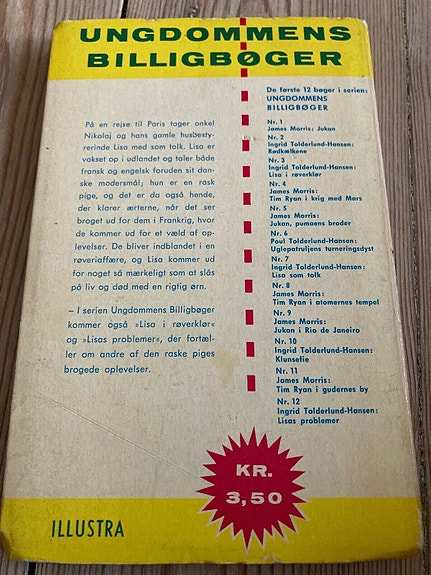 UNGDOMMENS
BILLIGBØGER
På en rejse til Paris tager onkel
Nikolaj og hans gamle husbesty-
rerinde Lisa med som tolk. Lisa er
vokset op i udlandet og taler både
fransk og engelsk foruden sit dan-
ske modersmål; hun er en rask
pige, og det er da også hende,
der klarer ærterne, når det ser
broget ud for dem i Frankrig, hvor
de kommer ud for et væld af op-
levelser. De bliver indblandet i en
røveriaffære, og Lisa kommer ud
for noget så mærkeligt som at slås
på liv og død med en rigtig ørn.
– I serien Ungdommens Billigbøger
kommer også »Lisa i røverklør«
og »Lisas problemer«, der fortæl-
ler om andre af den raske piges
brogede oplevelser.
De første 12 bøger i serien:
UNGDOMMENS
BILLIGBØGER
Nr. 1
James Morris: Jukan
Nr. 2
Ingrid Tolderlund-Hansen:
Rødkælkene
Nr. 3
Ingrid Tolderlund-Hansen:
Lisa i røverklør
Nr. 4
James Morris:
Tim Ryan i krig med Mars
Nr. 5
James Morris:
Jukan, pumaens broder
Nr. 6
Poul Tolderlund-Hansen:
Uglepatruljens turneringsdyst
Nr. 7
Ingrid Tolderlund-Hansen:
Lisa som tolk
Nr. 8
James Morris:
Tim Ryan i atomernes tempel
Nr. 9
James Morris:
Jukan i Rio de Janeiro
Nr. 10
Ingrid Tolderlund-Hansen:
Klunsefie
Nr. 11
James Morris:
Tim Ryan i gudernes by
Nr. 12
Ingrid Tolderlund-Hansen:
Lisas problemer
KR.
3,50
ILLUSTRA